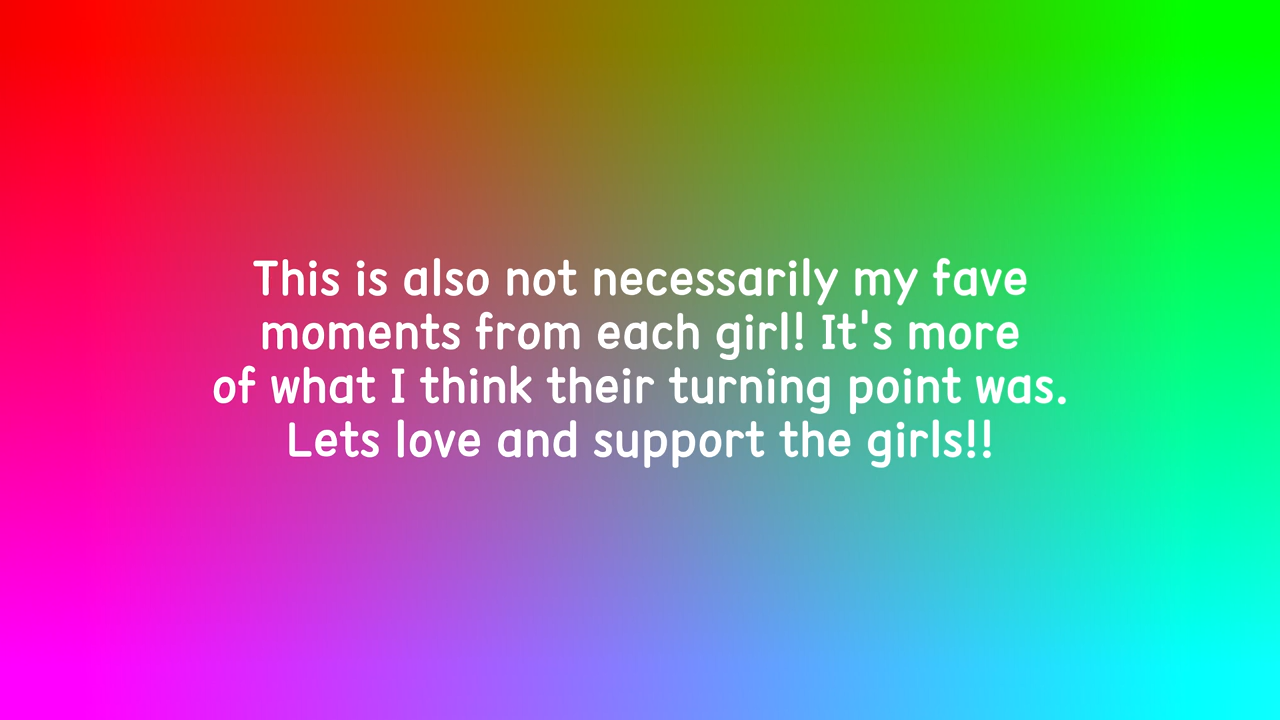 This is also not necessarily my fave
moments from each girl! It's more
of what I think their turning point was.
Lets love and support the girls!!